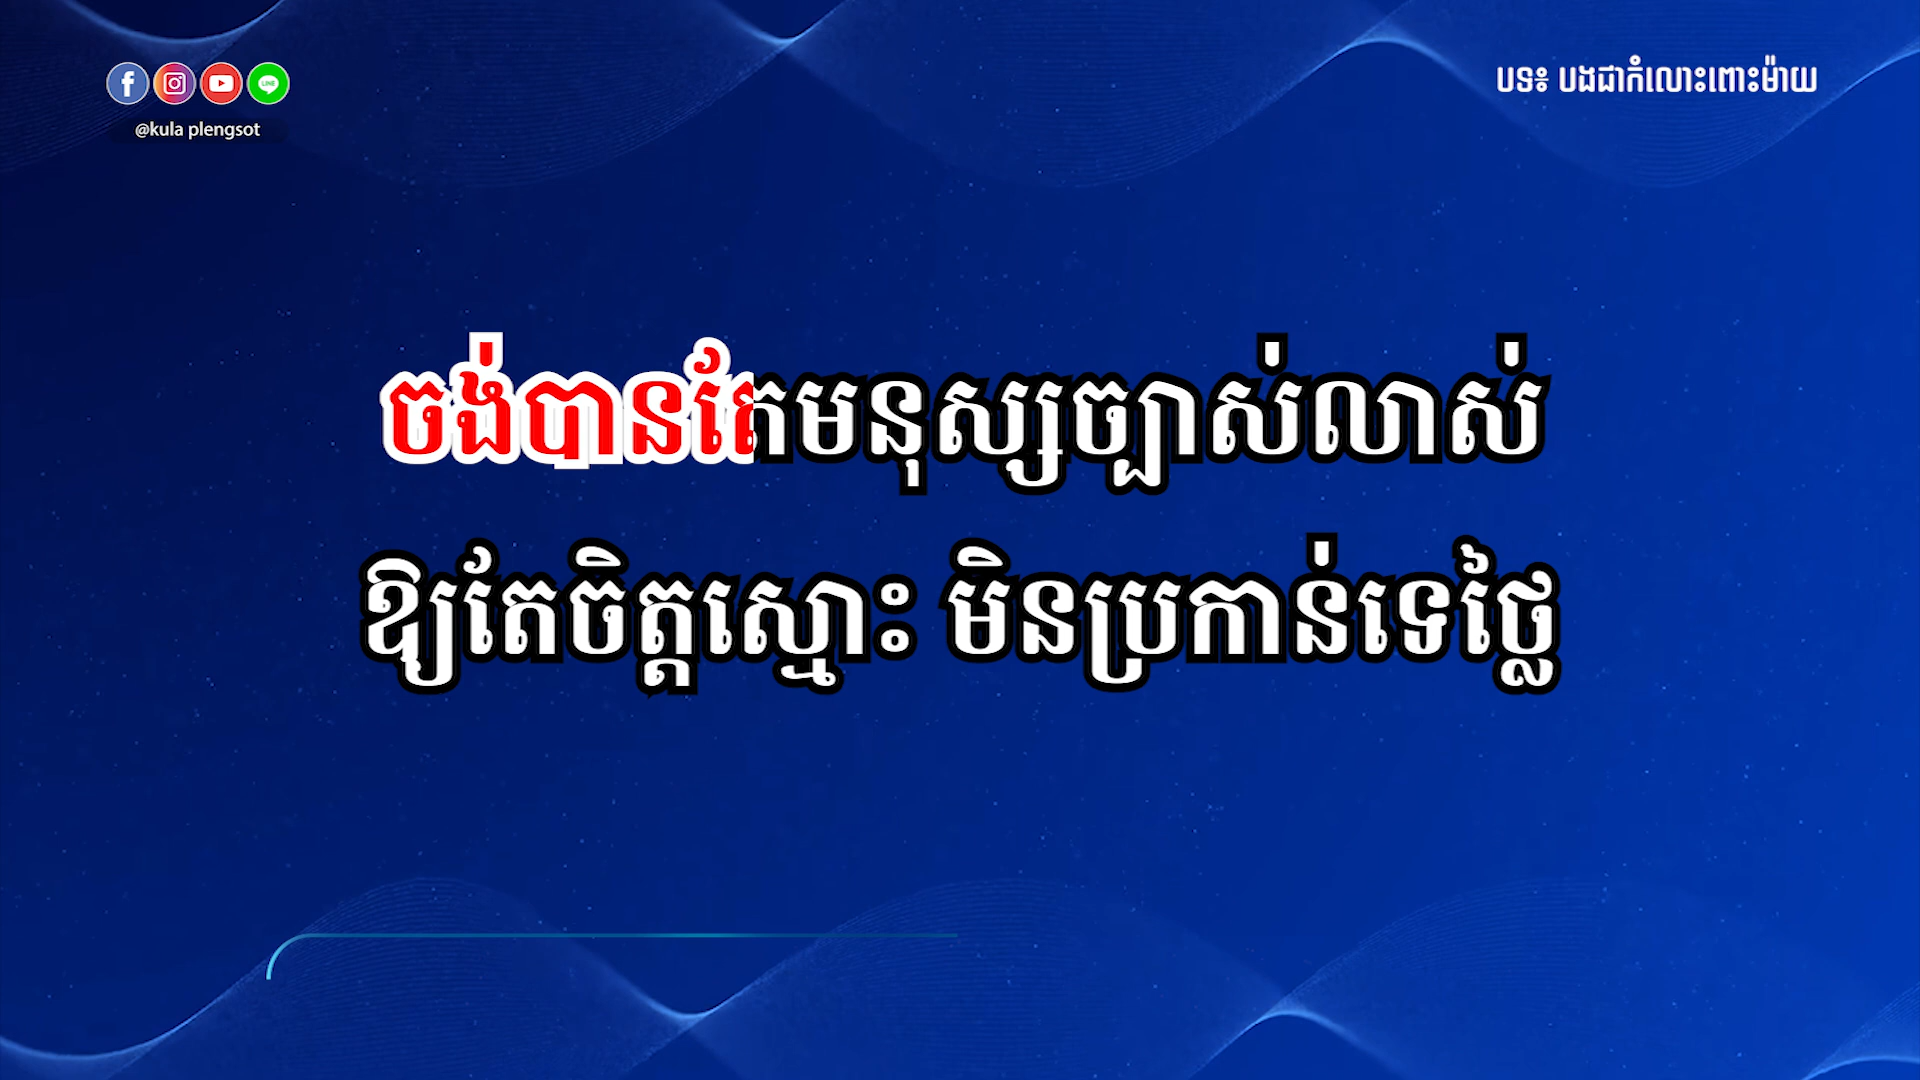 @kula plengsot
បទ៖ បងជាកំលោះពោះម៉ាយ
ចង់បានតែមនុស្សច្បាស់លាស់
ឱ្យតែចិត្តស្មោះ មិនប្រកាន់ទេថ្លៃ